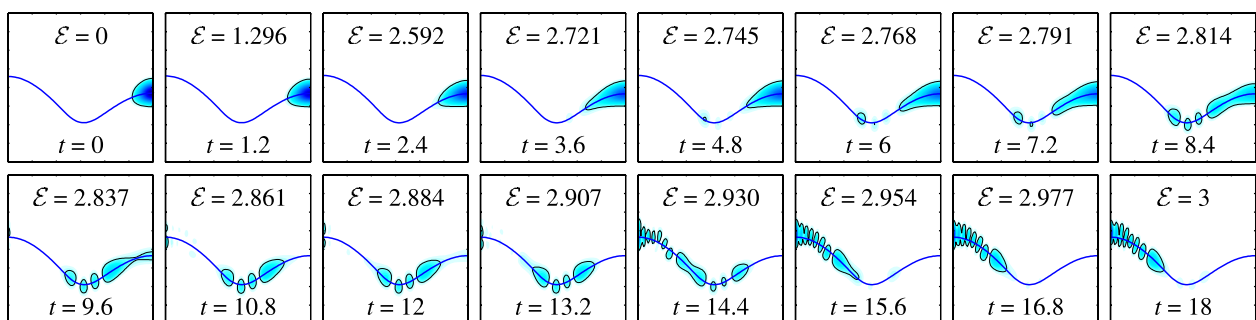 ℰ = 0 ℰ = 1.296 ℰ = 2.592 ℰ = 2.721 ℰ = 2.745 ℰ = 2.768 ℰ = 2.791 ℰ = 2.814
t = 0 t = 1.2 t = 2.4 t = 3.6 t = 4.8 t = 6 t = 7.2 t = 8.4
ℰ = 2.837 ℰ = 2.861 ℰ = 2.884 ℰ = 2.907 ℰ = 2.930 ℰ = 2.954 ℰ = 2.977 ℰ = 3
t = 9.6 t = 10.8 t = 12 t = 13.2 t = 14.4 t = 15.6 t = 16.8 t = 18